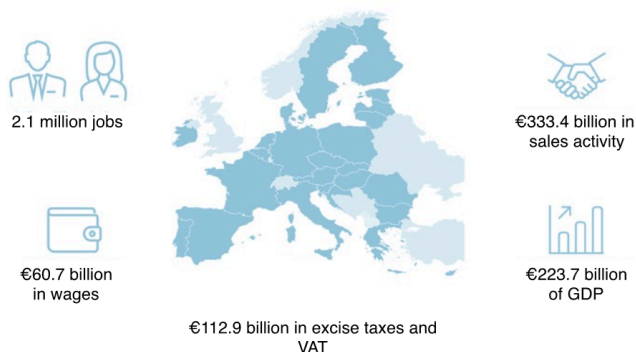 2.1 million jobs
€333.4 billion in
sales activity
€60.7 billion
in wages
€223.7 billion
of GDP
€112.9 billion in excise taxes and
VAT